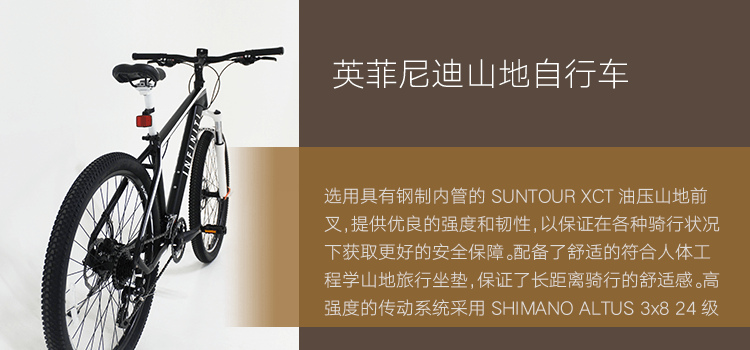 英菲尼迪山地自行车
INFINITI
选用具有钢制内管的 SUNTOUR XCT 油压山地前
叉，提供优良的强度和韧性，以保证在各种骑行状况
下获取更好的安全保障。配备了舒适的符合人体工
程学山地旅行坐垫，保证了长距离骑行的舒适感。高
强度的传动系统采用 SHIMANO ALTUS 3x8 24 级